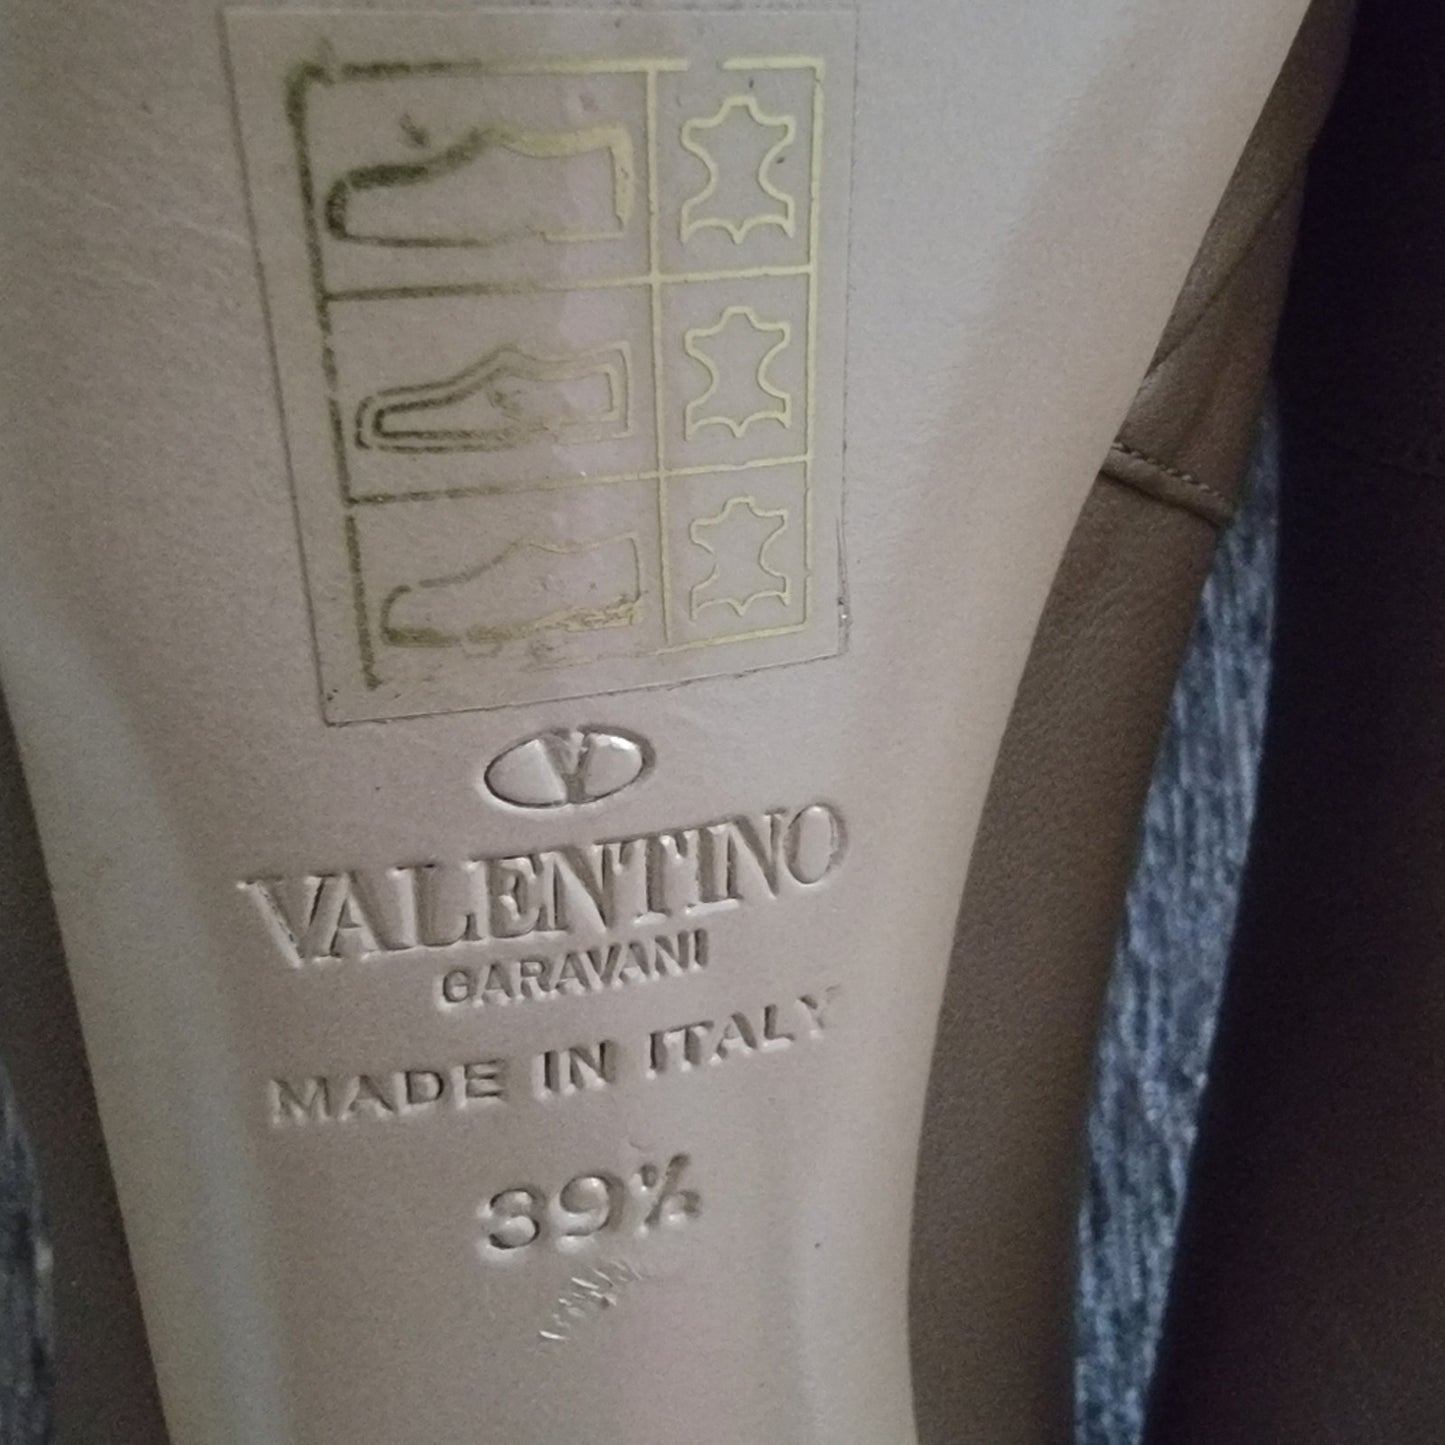 V
VALENTINO
GARAVANI
MADE IN ITALY
39½